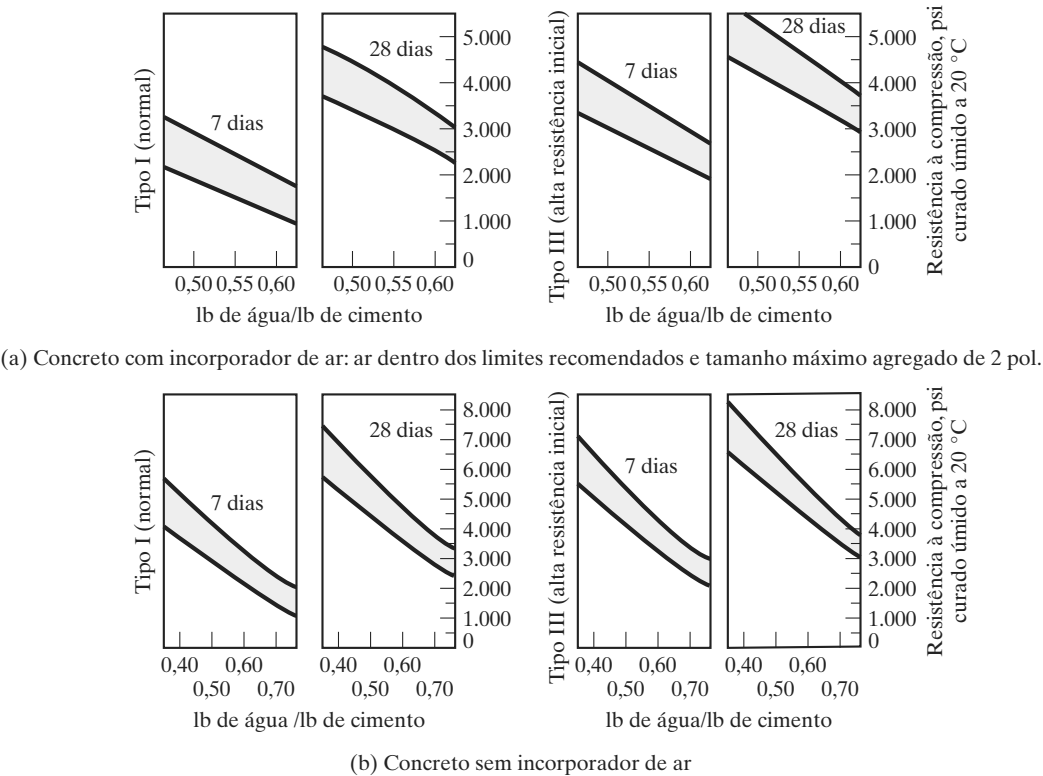 Tipo I (normal)
7 dias
28 dias
5.000
4.000
3.000
2.000
1.000
0
0,50 0,55 0,60
0,50 0,55 0,60
lb de água/lb de cimento
Tipo III (alta resistência inicial)
7 dias
28 dias
5.000
4.000
3.000
2.000
1.000
0
Resistência à compressão, psi
curado úmido a 20 °C
0,50 0,55 0,60
0,50 0,55 0,60
lb de água/lb de cimento
(a) Concreto com incorporador de ar: ar dentro dos limites recomendados e tamanho máximo agregado de 2 pol.
Tipo I (normal)
7 dias
28 dias
8.000
7.000
6.000
5.000
4.000
3.000
2.000
1.000
0
0,40 0,60
0,50 0,70
0,40 0,60
0,50 0,70
lb de água /lb de cimento
Tipo III (alta resistência inicial)
7 dias
28 dias
8.000
7.000
6.000
5.000
4.000
3.000
2.000
1.000
0
Resistência à compressão, psi
curado úmido a 20 °C
0,40 0,60
0,50 0,70
0,40 0,60
0,50 0,70
lb de água/lb de cimento
(b) Concreto sem incorporador de ar